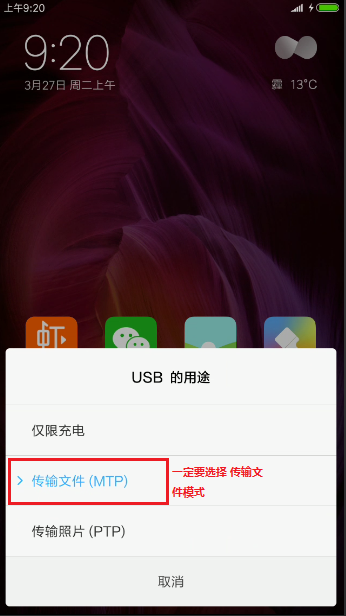 上午9:20
9:20
3月27日 周二上午
霾 13°C
虾
USB 的用途
仅限充电
传输文件 (MTP)
一定要选择 传输文
件模式
传输照片 (PTP)
取消